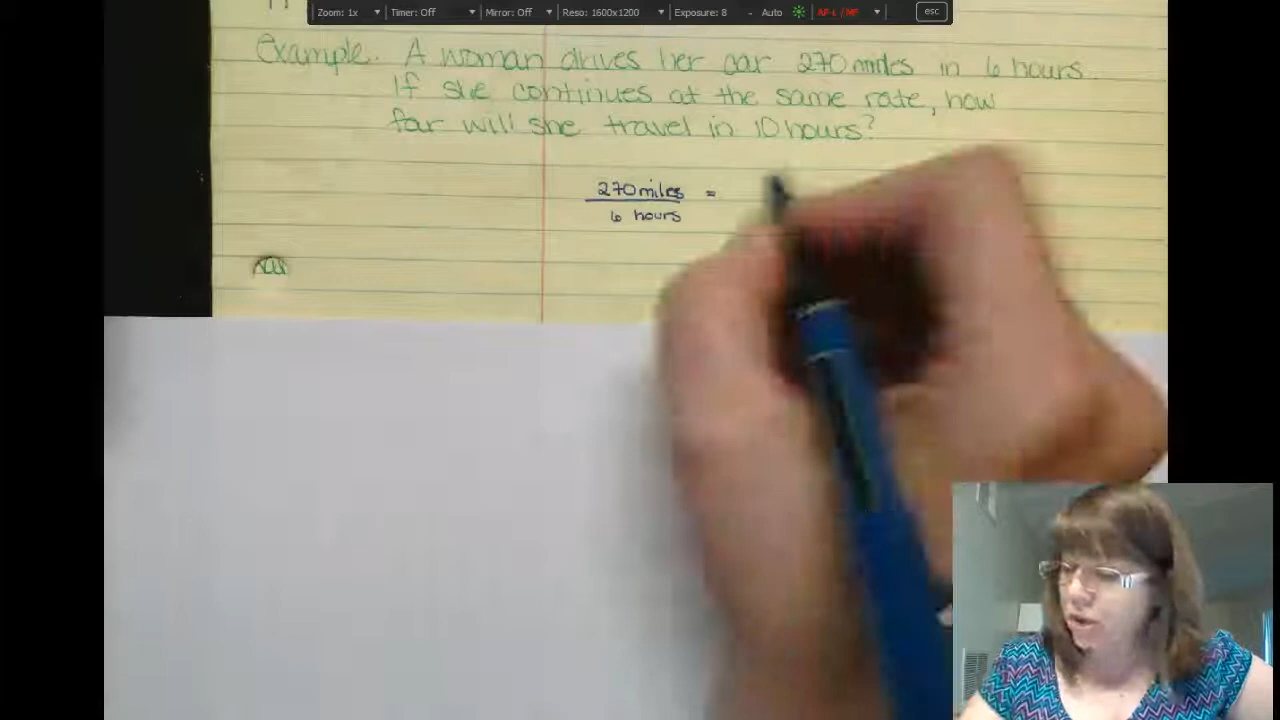 Zoom: 1x Timer: Off Mirror: Off Reso: 1600x1200 Exposure: 8 - Auto AF-C / MF esc
Example. A woman drives her car 270 miles in 6 hours.
If she continues at the same rate, how
far will she travel in 10 hours?
270 miles =
6 hours